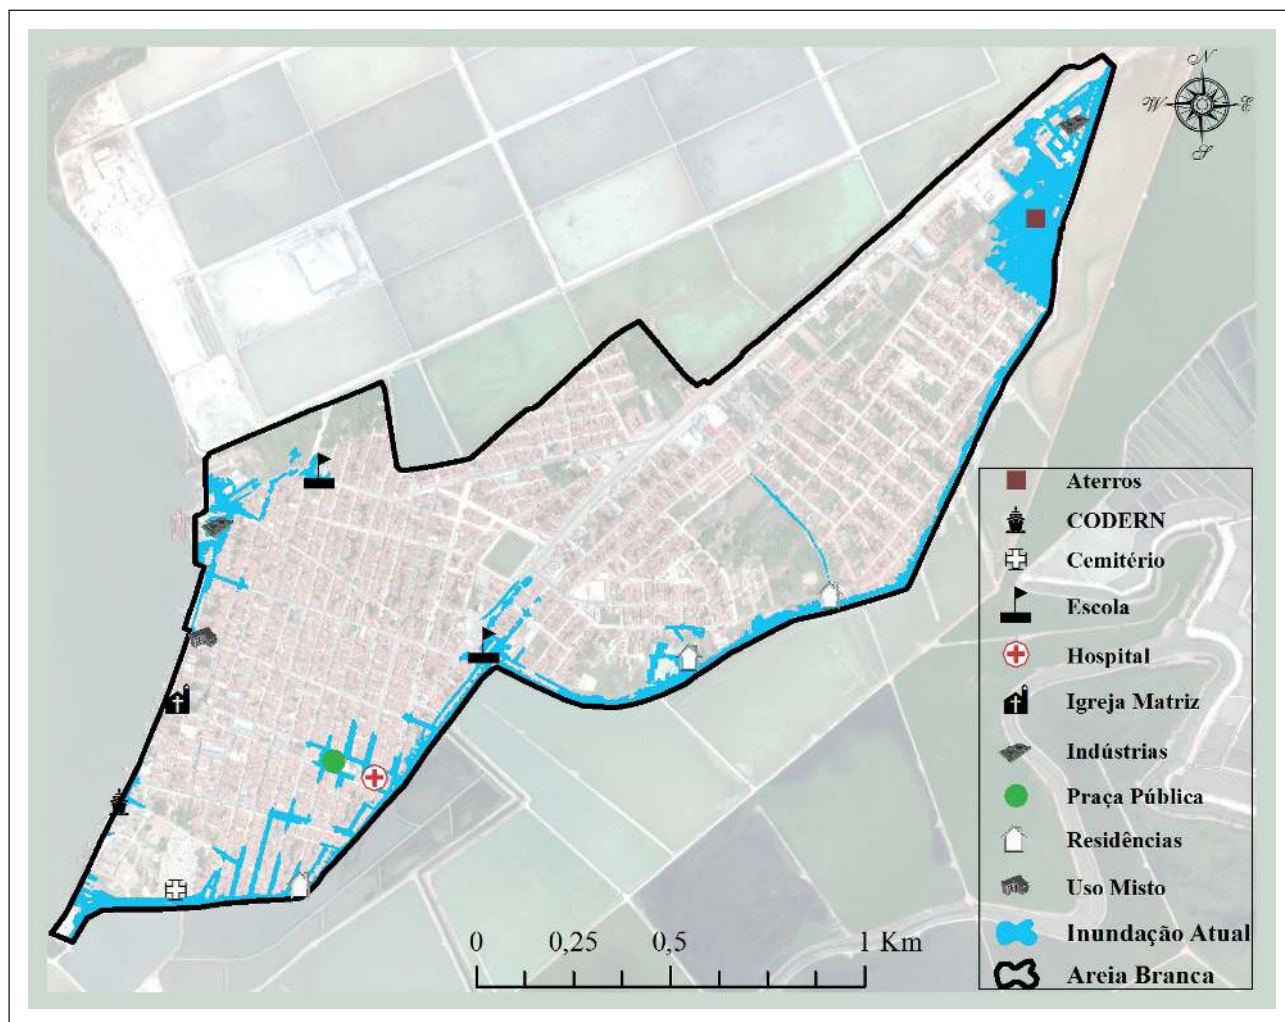 N
W
E
S
Aterros
CODERN
Cemitério
Escola
Hospital
Igreja Matriz
Indústrias
Praça Pública
Residências
Uso Misto
Inundação Atual
Areia Branca
0 0,25 0,5 1 Km